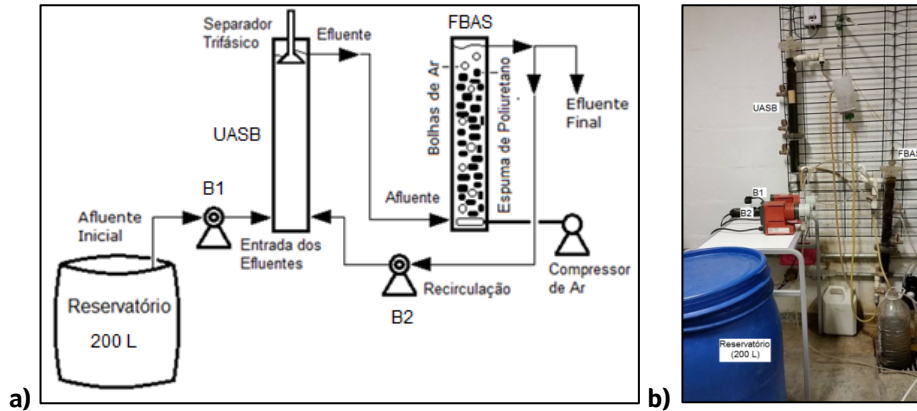 Separador
Trifásico
Efluente
FBAS
Bolhas de Ar
Espuma de Poliuretano
Efluente
Final
UASB
B1
Afluente
Inicial
Entrada dos
Efluentes
Afluente
Compressor
de Ar
Recirculação
B2
Reservatório
200 L
a)
UASB
FBAS
B1
B2
Reservatório
(200 L)
b)